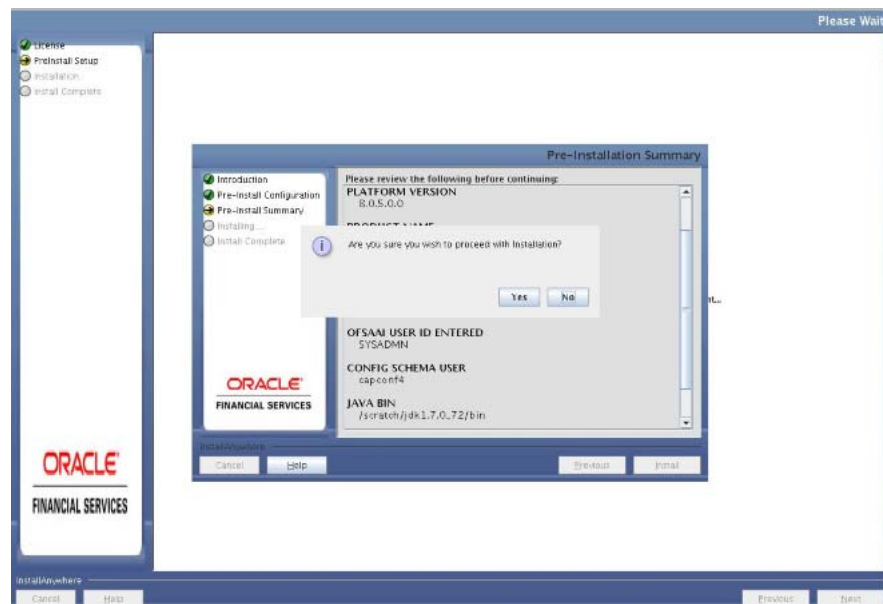 Please Wait
License
Preinstall Setup
Installation...
Install Complete
Pre-Installation Summary
Introduction
Pre-Install Configuration
Pre-Install Summary
Installing...
Install Complete
Please review the following before continuing:
PLATFORM VERSION
8.0.5.0.0
PRODUCT NAME
Are you sure you wish to proceed with Installation?
Yes
No
OFSAAI USER ID ENTERED
SYSADMN
CONFIG SCHEMA USER
capconf4
JAVA BIN
/scratch/jdk1.7.0_72/bin
ORACLE
FINANCIAL SERVICES
InstallAnywhere
Cancel
Help
Previous
Install
ORACLE
FINANCIAL SERVICES
InstallAnywhere
Cancel
Help
Previous
Next